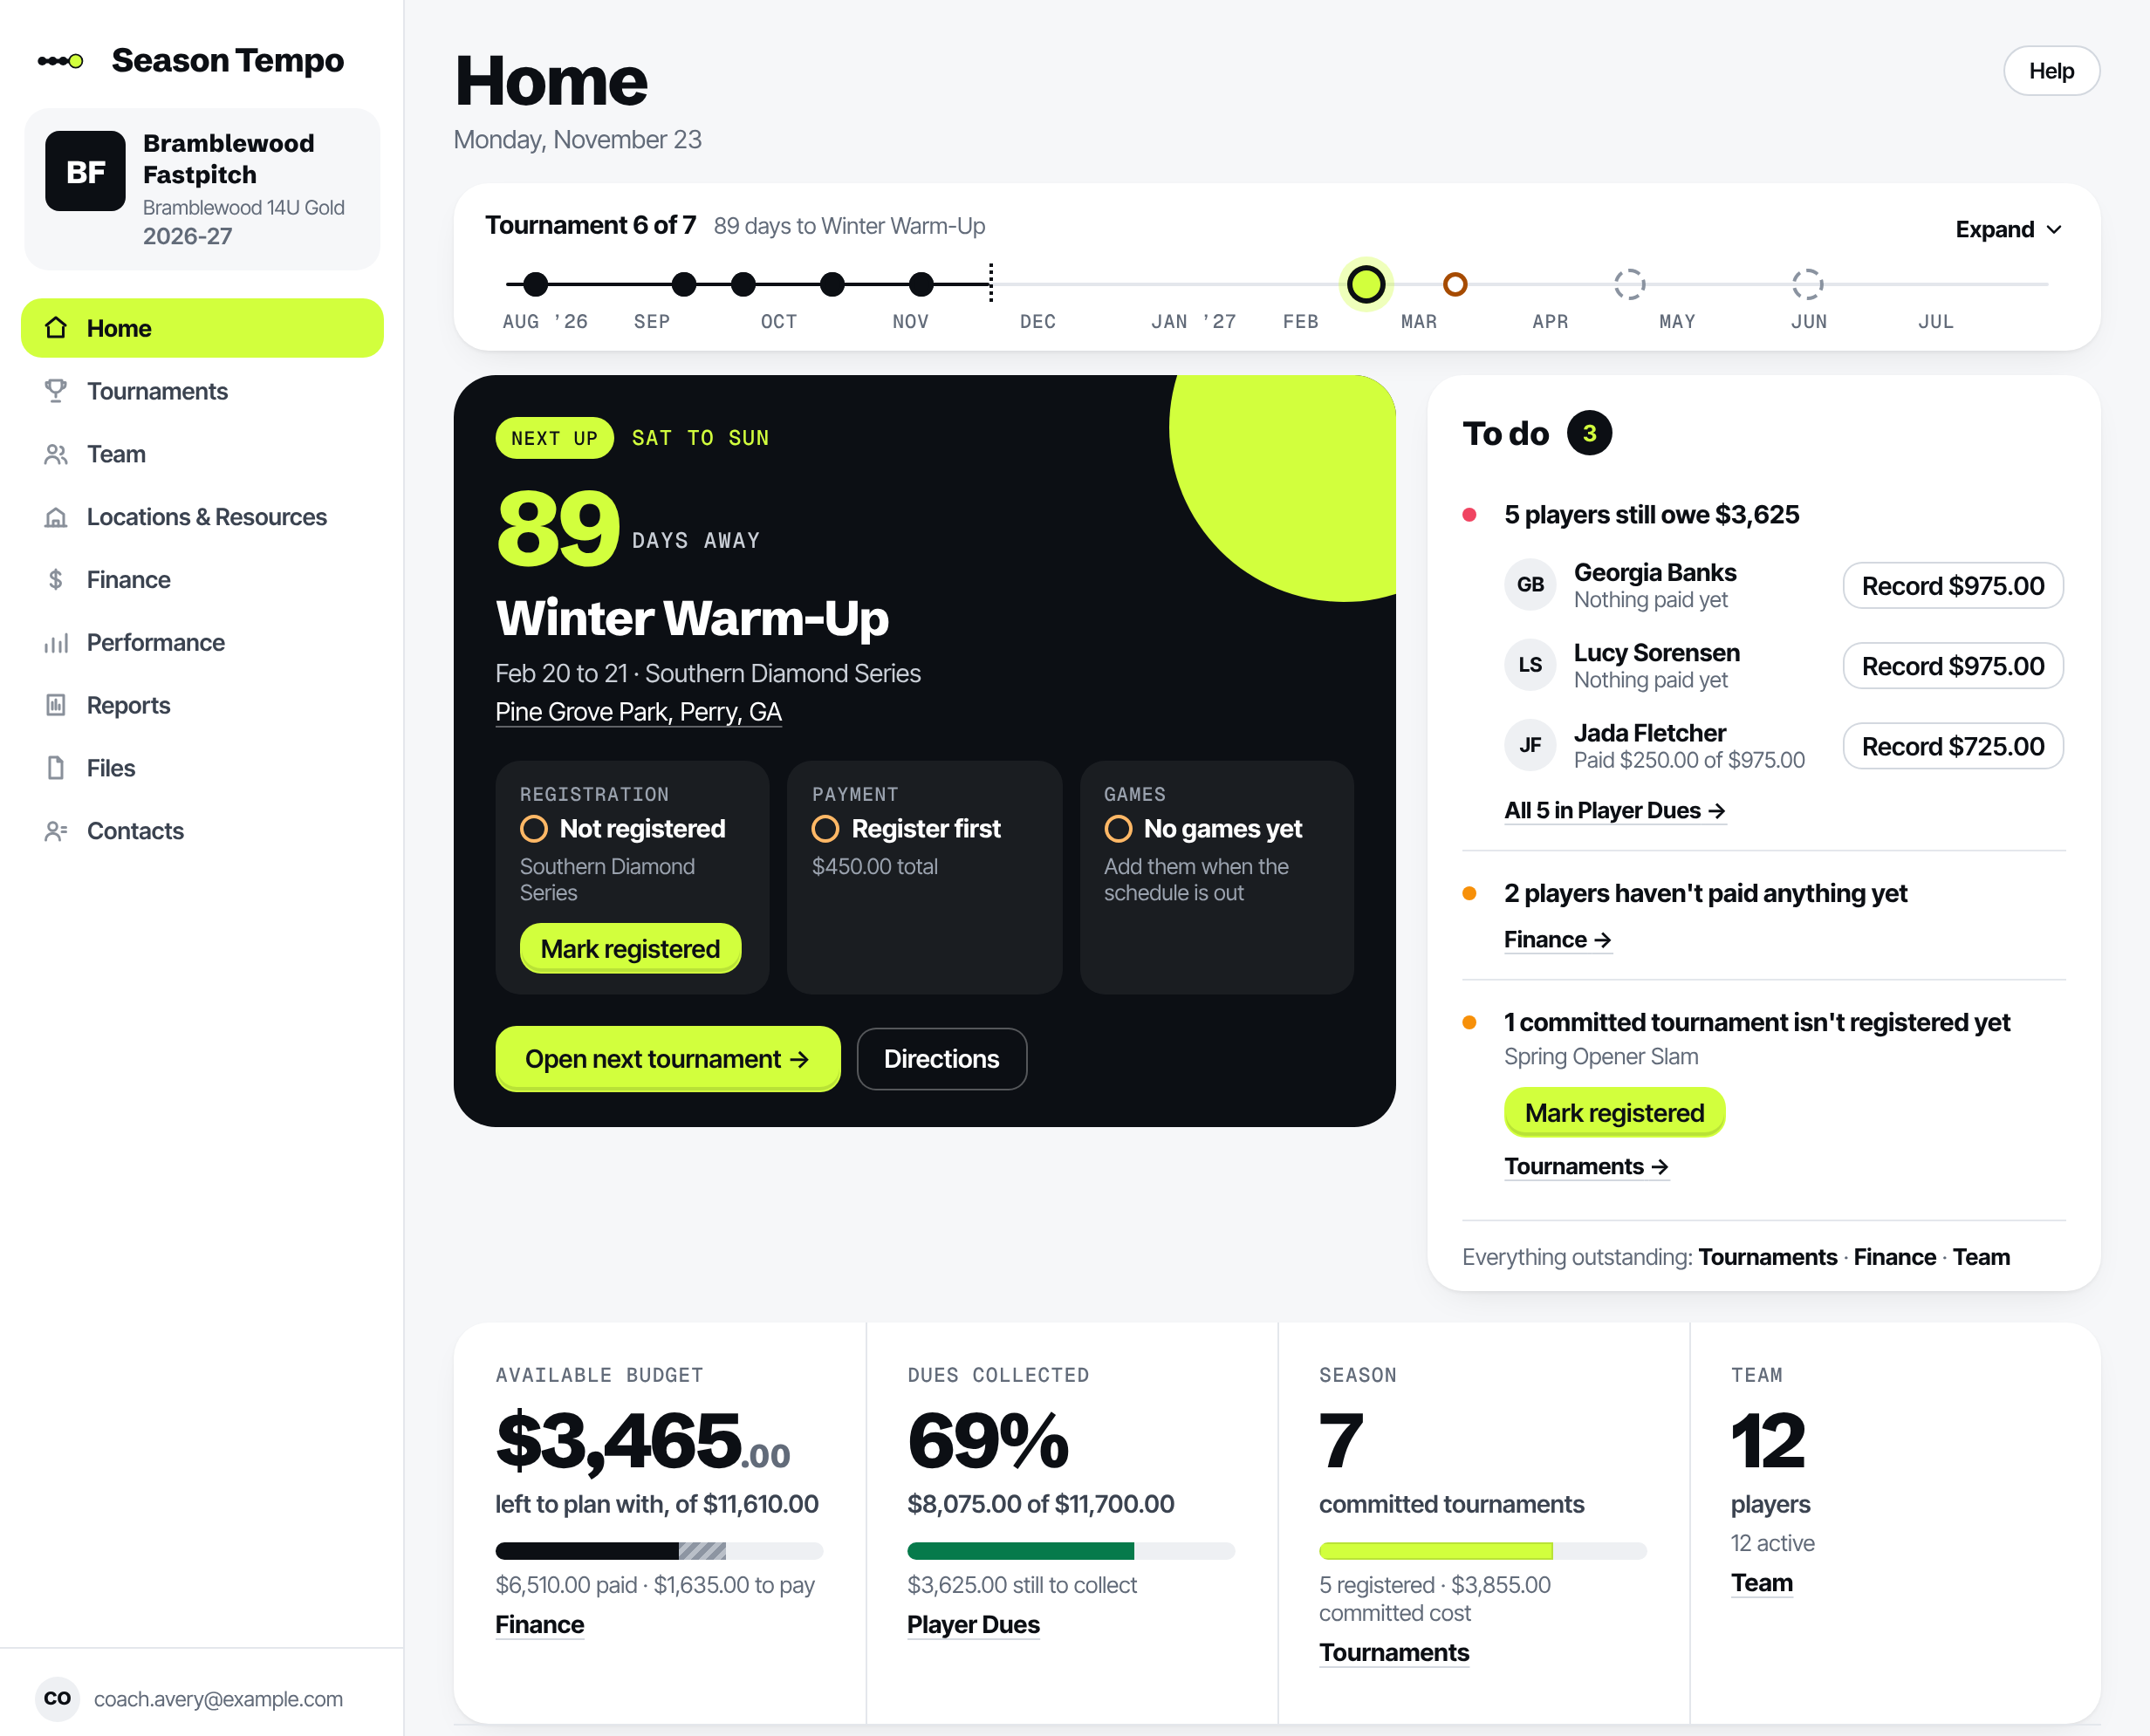 Season Tempo
BF
Bramblewood
Fastpitch
Bramblewood 14U Gold
2026-27
Home
Tournaments
Team
Locations & Resources
Finance
Performance
Reports
Files
Contacts
CO
coach.avery@example.com
Home
Monday, November 23
Help
Tournament 6 of 7 89 days to Winter Warm-Up
Expand
AUG ’26 SEP OCT NOV DEC JAN ’27 FEB MAR APR MAY JUN JUL
NEXT UP SAT TO SUN
89 DAYS AWAY
Winter Warm-Up
Feb 20 to 21 · Southern Diamond Series
Pine Grove Park, Perry, GA
REGISTRATION
Not registered
Southern Diamond
Series
Mark registered
PAYMENT
Register first
$450.00 total
GAMES
No games yet
Add them when the
schedule is out
Open next tournament →
Directions
To do 3
5 players still owe $3,625
GB
Georgia Banks
Nothing paid yet
Record $975.00
LS
Lucy Sorensen
Nothing paid yet
Record $975.00
JF
Jada Fletcher
Paid $250.00 of $975.00
Record $725.00
All 5 in Player Dues →
2 players haven't paid anything yet
Finance →
1 committed tournament isn't registered yet
Spring Opener Slam
Mark registered
Tournaments →
Everything outstanding: Tournaments · Finance · Team
AVAILABLE BUDGET
$3,465.00
left to plan with, of $11,610.00
$6,510.00 paid · $1,635.00 to pay
Finance
DUES COLLECTED
69%
$8,075.00 of $11,700.00
$3,625.00 still to collect
Player Dues
SEASON
7
committed tournaments
5 registered · $3,855.00
committed cost
Tournaments
TEAM
12
players
12 active
Team